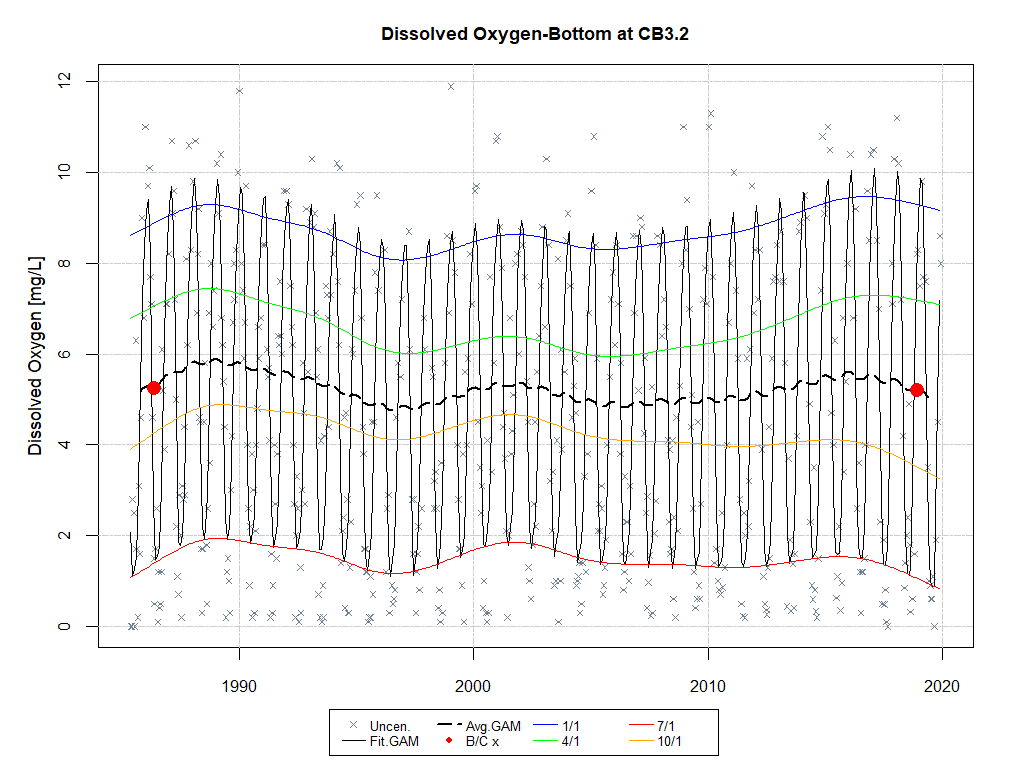 Dissolved Oxygen-Bottom at CB3.2
Dissolved Oxygen [mg/L]
12
10
8
6
4
2
0
1990 2000 2010 2020
Uncen. Avg.GAM 1/1 7/1
Fit.GAM B/C x 4/1 10/1